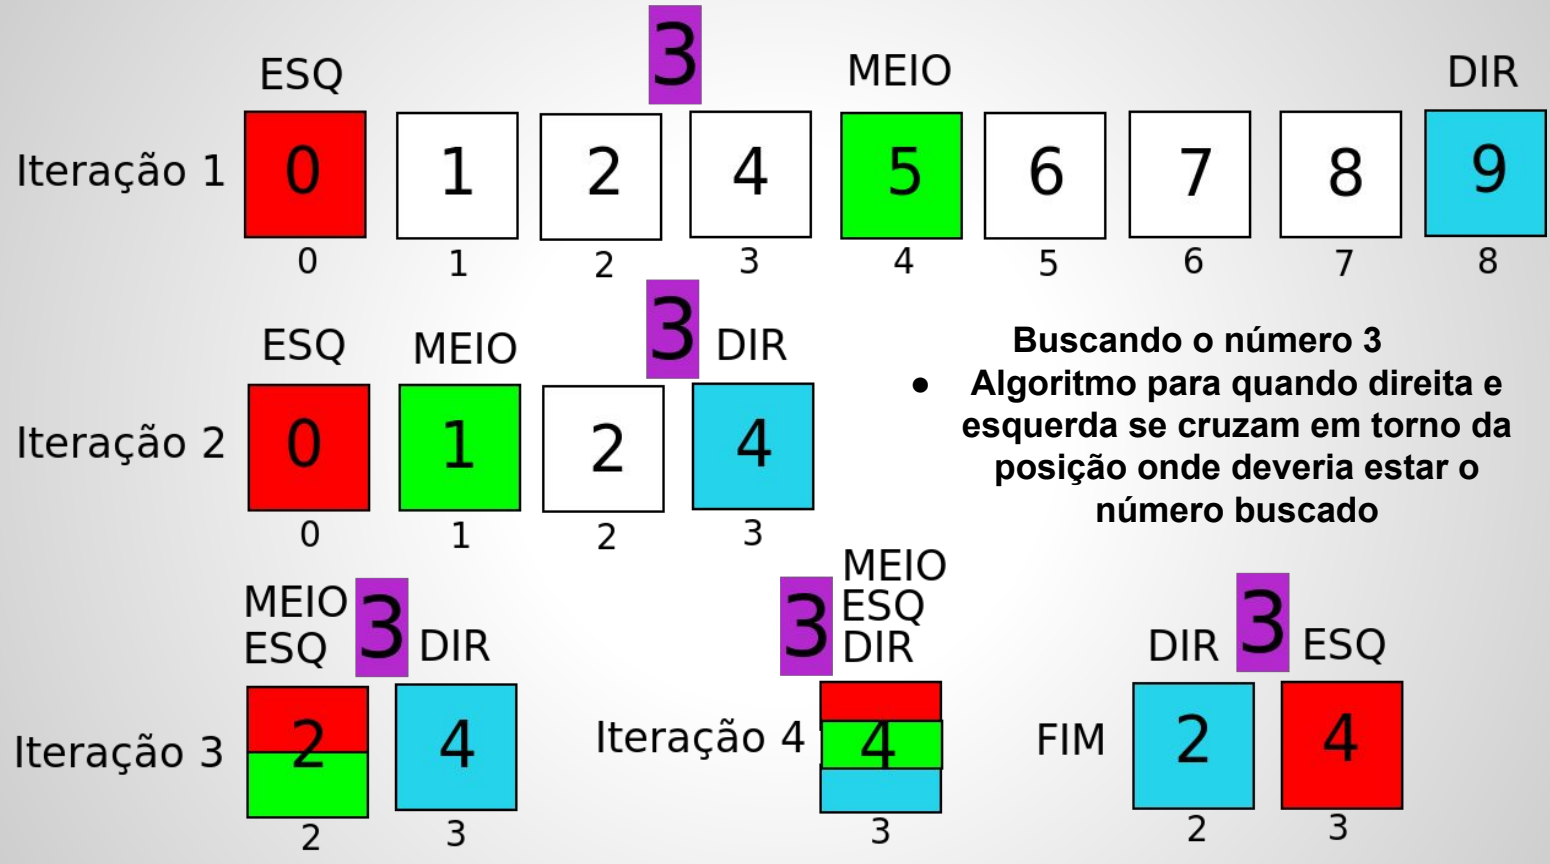 3
ESQ MEIO DIR
Iteração 1 0 1 2 4 5 6 7 8 9
0 1 2 3 4 5 6 7 8
3
ESQ MEIO DIR
Iteração 2 0 1 2 4
0 1 2 3
Buscando o número 3
● Algoritmo para quando direita e
esquerda se cruzam em torno da
posição onde deveria estar o
número buscado
MEIO
ESQ
3
DIR
Iteração 3 2 4
2 3
3
MEIO
ESQ
DIR
Iteração 4 4
3
DIR 3 ESQ
FIM 2 4
2 3